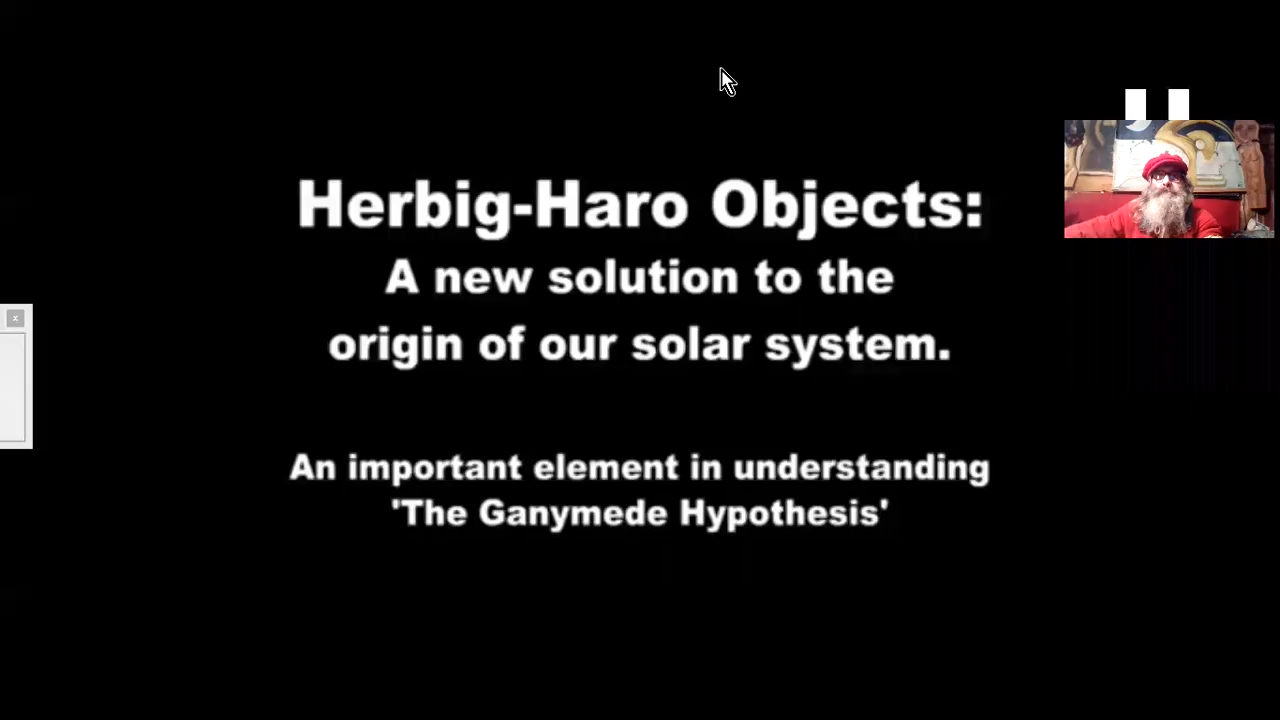 Herbig-Haro Objects:
A new solution to the
origin of our solar system.
An important element in understanding
'The Ganymede Hypothesis'
x